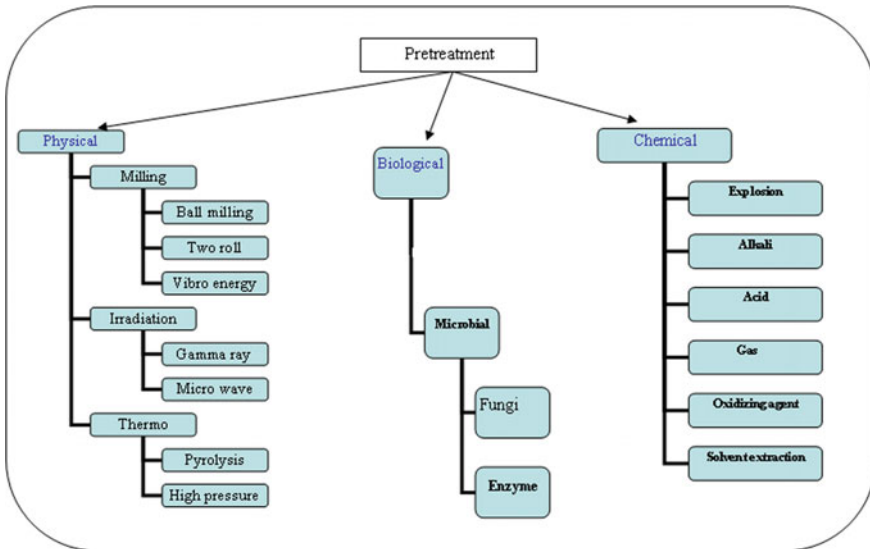 Pretreatment
Physical
Milling
Ball milling
Two roll
Vibro energy
Irradiation
Gamma ray
Micro wave
Thermo
Pyrolysis
High pressure
Biological
Microbial
Fungi
Enzyme
Chemical
Explosion
Alkali
Acid
Gas
Oxidizing agent
Solvent extraction